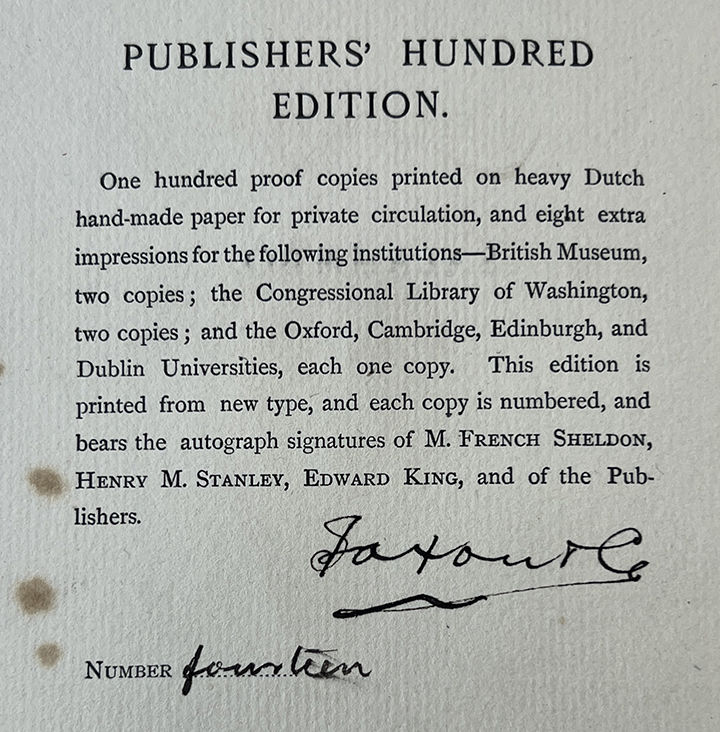 PUBLISHERS’ HUNDRED
EDITION.
One hundred proof copies printed on heavy Dutch
hand-made paper for private circulation, and eight extra
impressions for the following institutions—British Museum,
two copies; the Congressional Library of Washington,
two copies; and the Oxford, Cambridge, Edinburgh, and
Dublin Universities, each one copy. This edition is
printed from new type, and each copy is numbered, and
bears the autograph signatures of M. FRENCH SHELDON,
HENRY M. STANLEY, EDWARD KING, and of the Pub-
lishers.
Saxon & Co
NUMBER fourteen